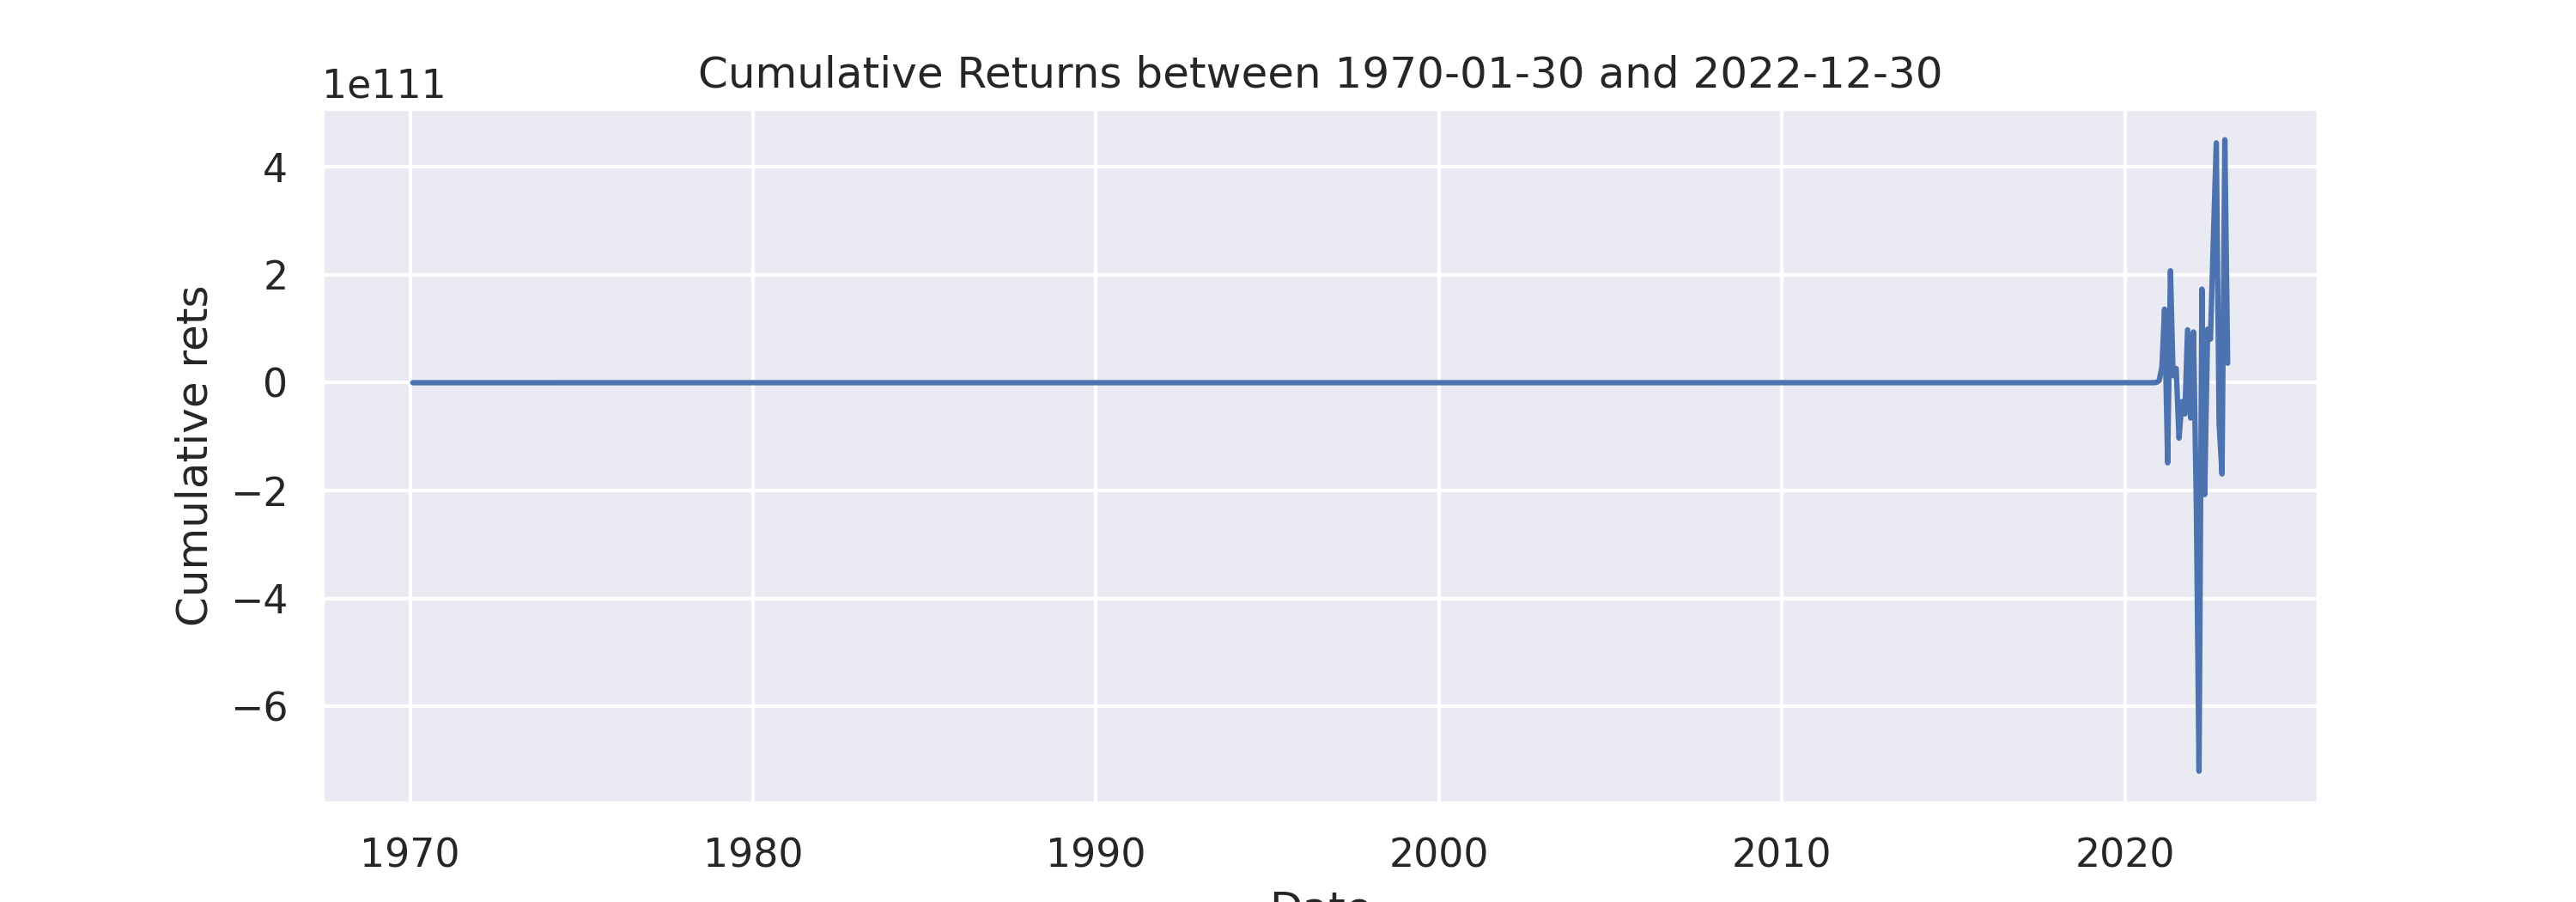 Cumulative Returns between 1970-01-30 and 2022-12-30
1e111
4
2
0
−2
−4
−6
Cumulative rets
1970 1980 1990 2000 2010 2020
Date